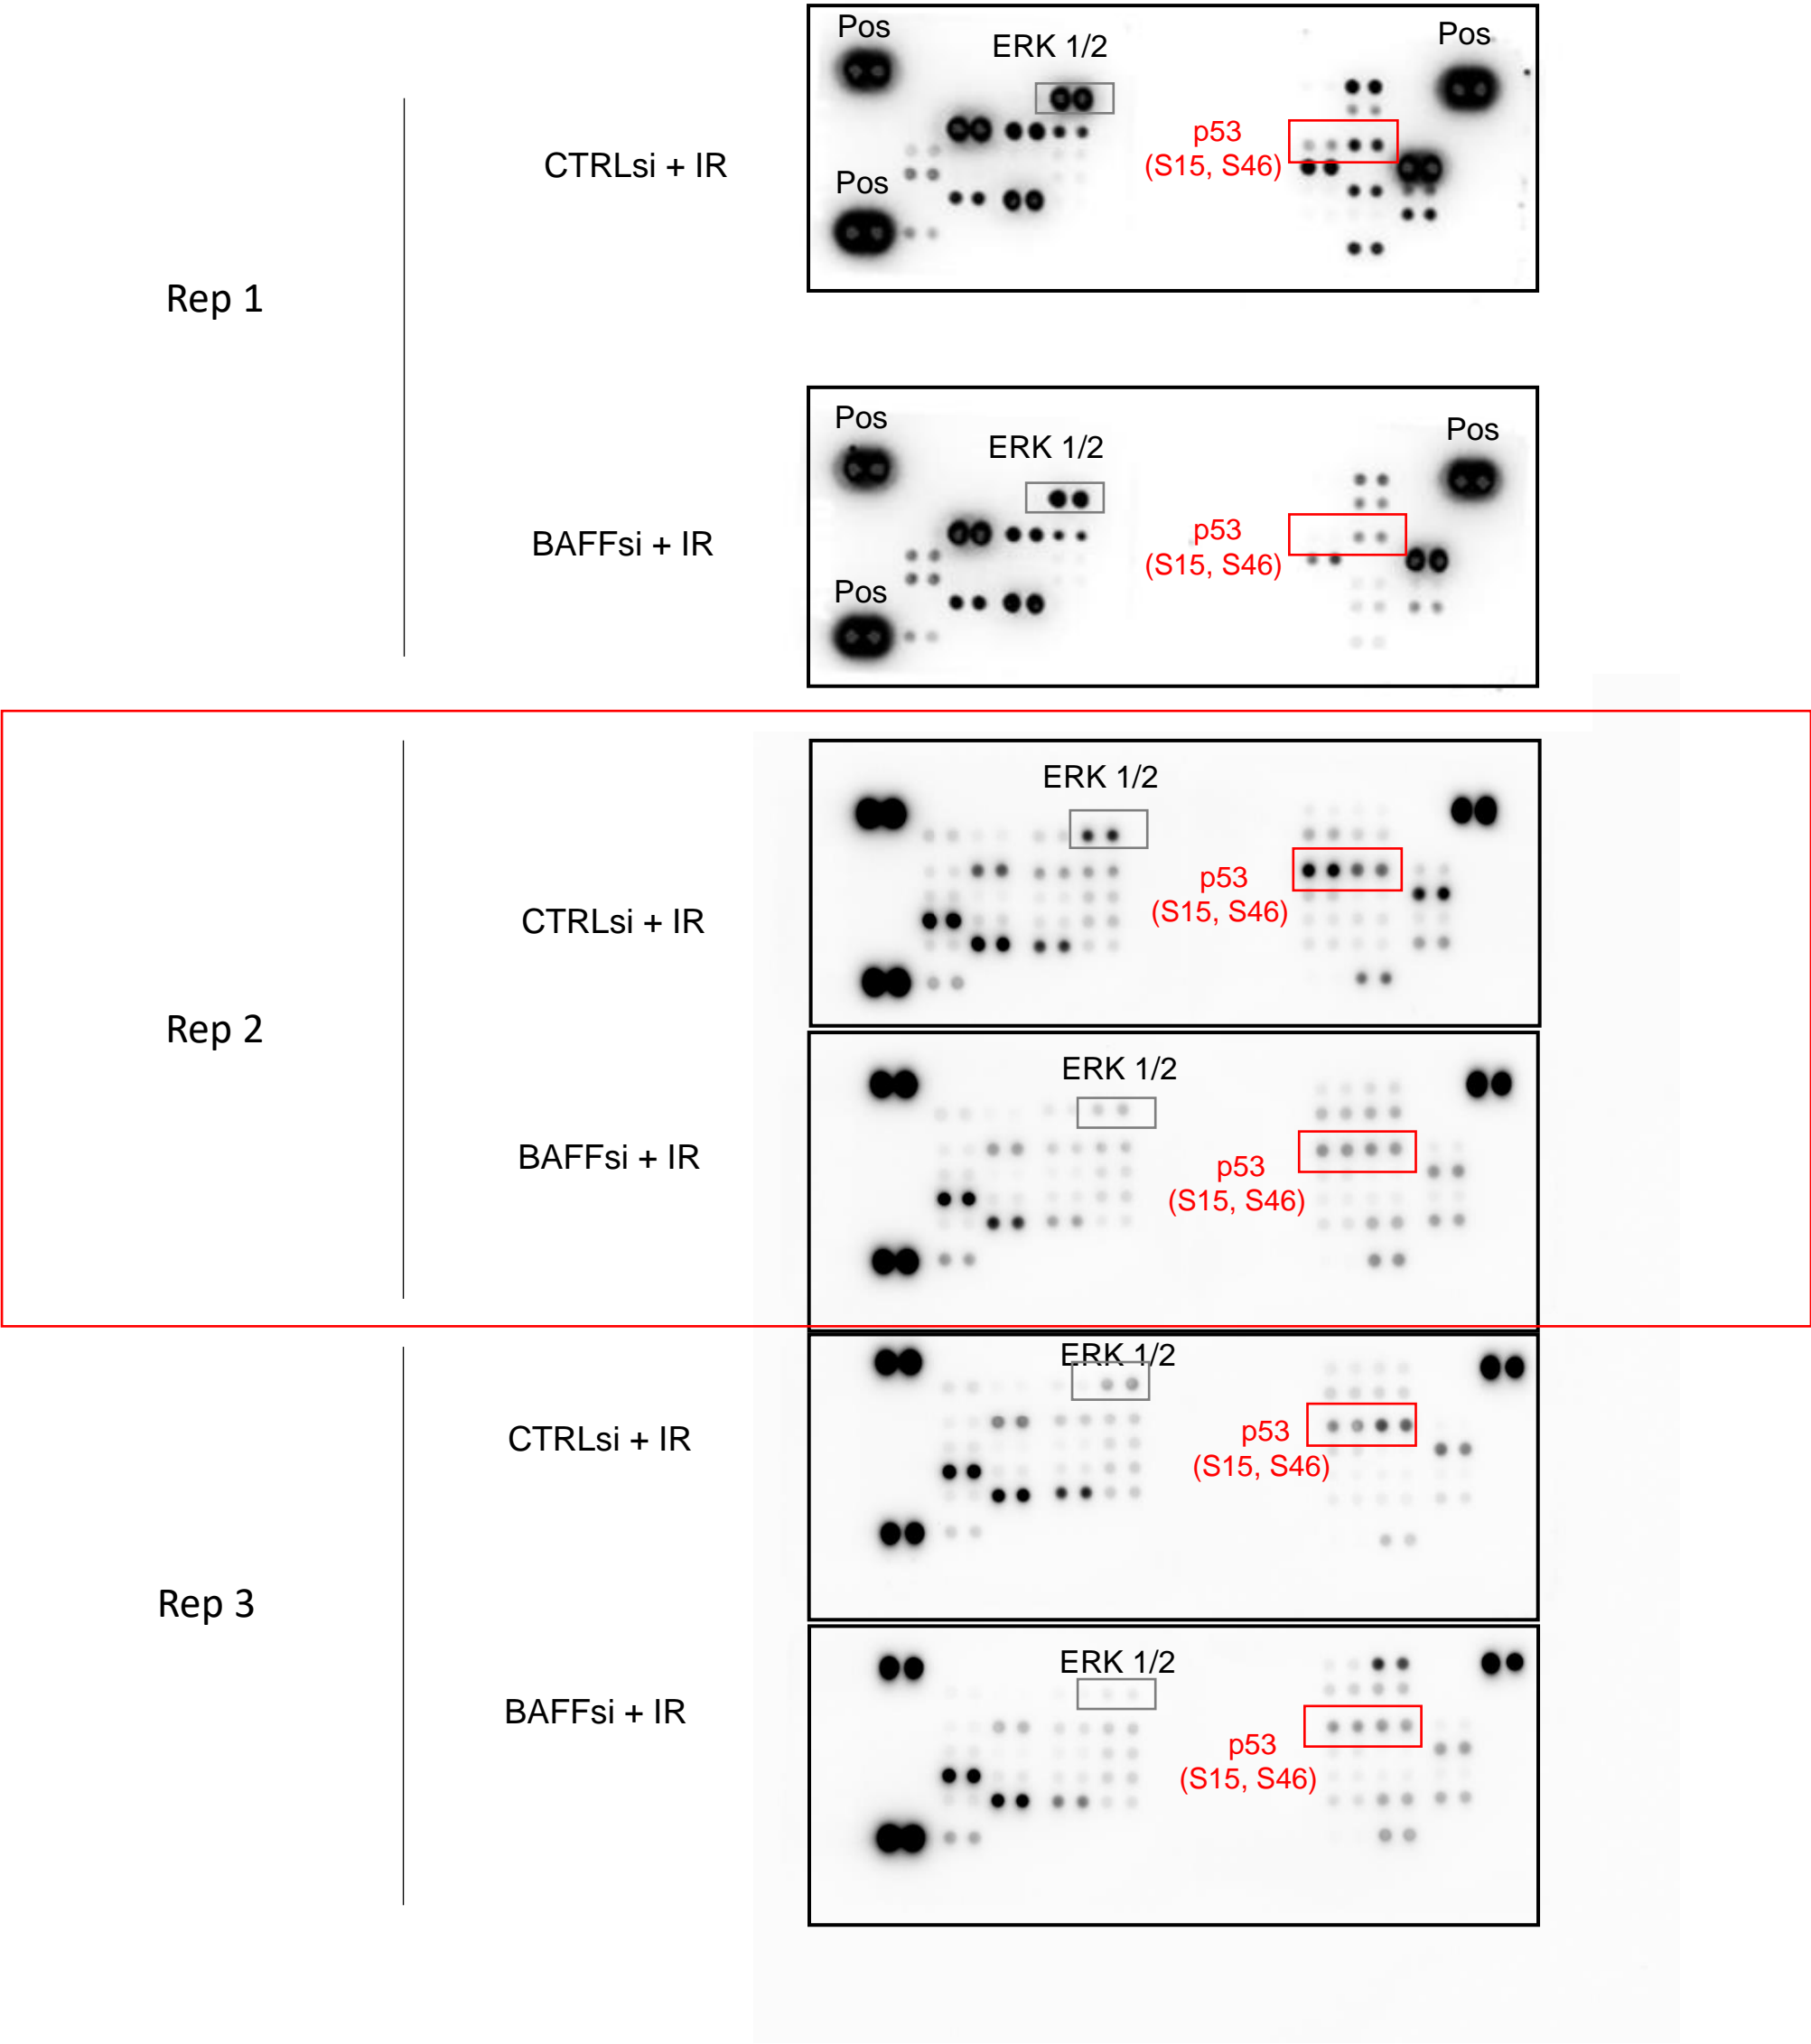 Pos
ERK 1/2
Pos
p53
(S15, S46)
CTRLsi + IR
Pos
Rep 1
Pos
ERK 1/2
Pos
p53
(S15, S46)
BAFFsi + IR
Pos
ERK 1/2
p53
(S15, S46)
CTRLsi + IR
Rep 2
ERK 1/2
p53
(S15, S46)
BAFFsi + IR
ERK 1/2
p53
(S15, S46)
CTRLsi + IR
Rep 3
ERK 1/2
p53
(S15, S46)
BAFFsi + IR